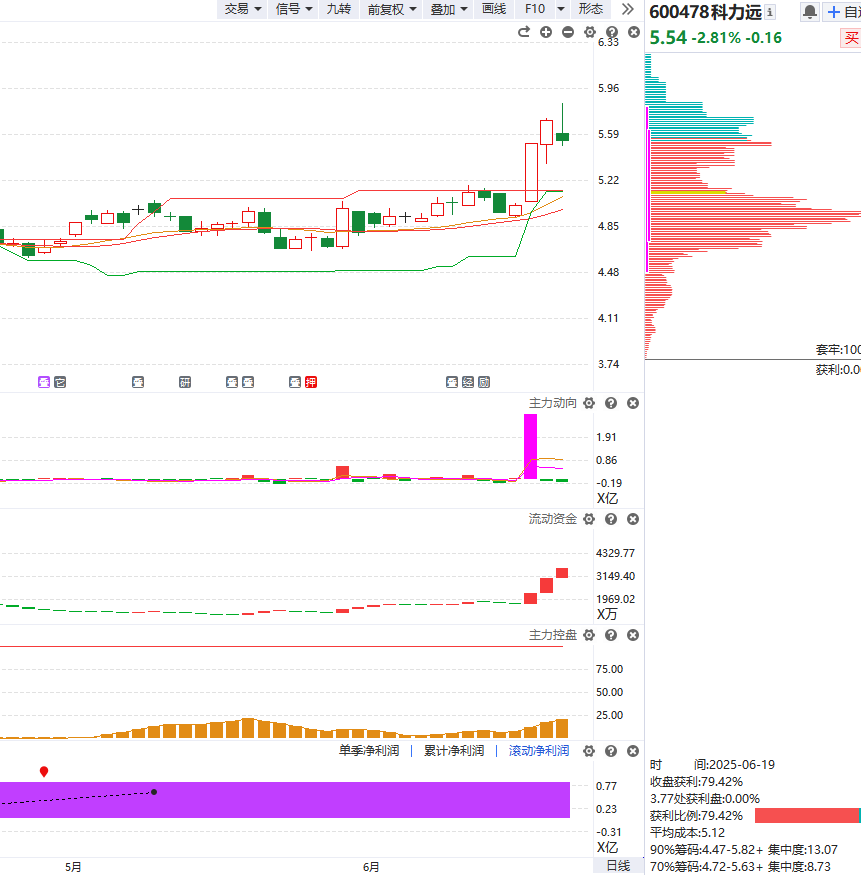 交易 信号 九转 前复权 叠加 画线 F10 形态
600478科力远
+自
5.54 -2.81% -0.16
买
6.33
5.96
5.59
5.22
4.85
4.48
4.11
3.74
研
押
经
励
套牢:100
获利:0.0
主力动向
1.91
0.86
-0.19
X亿
流动资金
4329.77
3149.40
1969.02
X万
主力控盘
75.00
50.00
25.00
单季净利润 | 累计净利润 | 滚动净利润
0.77
0.23
-0.31
X亿
5月 6月 日线
时 间:2025-06-19
收盘获利:79.42%
3.77处获利盘:0.00%
获利比例:79.42%
平均成本:5.12
90%筹码:4.47-5.82+ 集中度:13.07
70%筹码:4.72-5.63+ 集中度:8.73